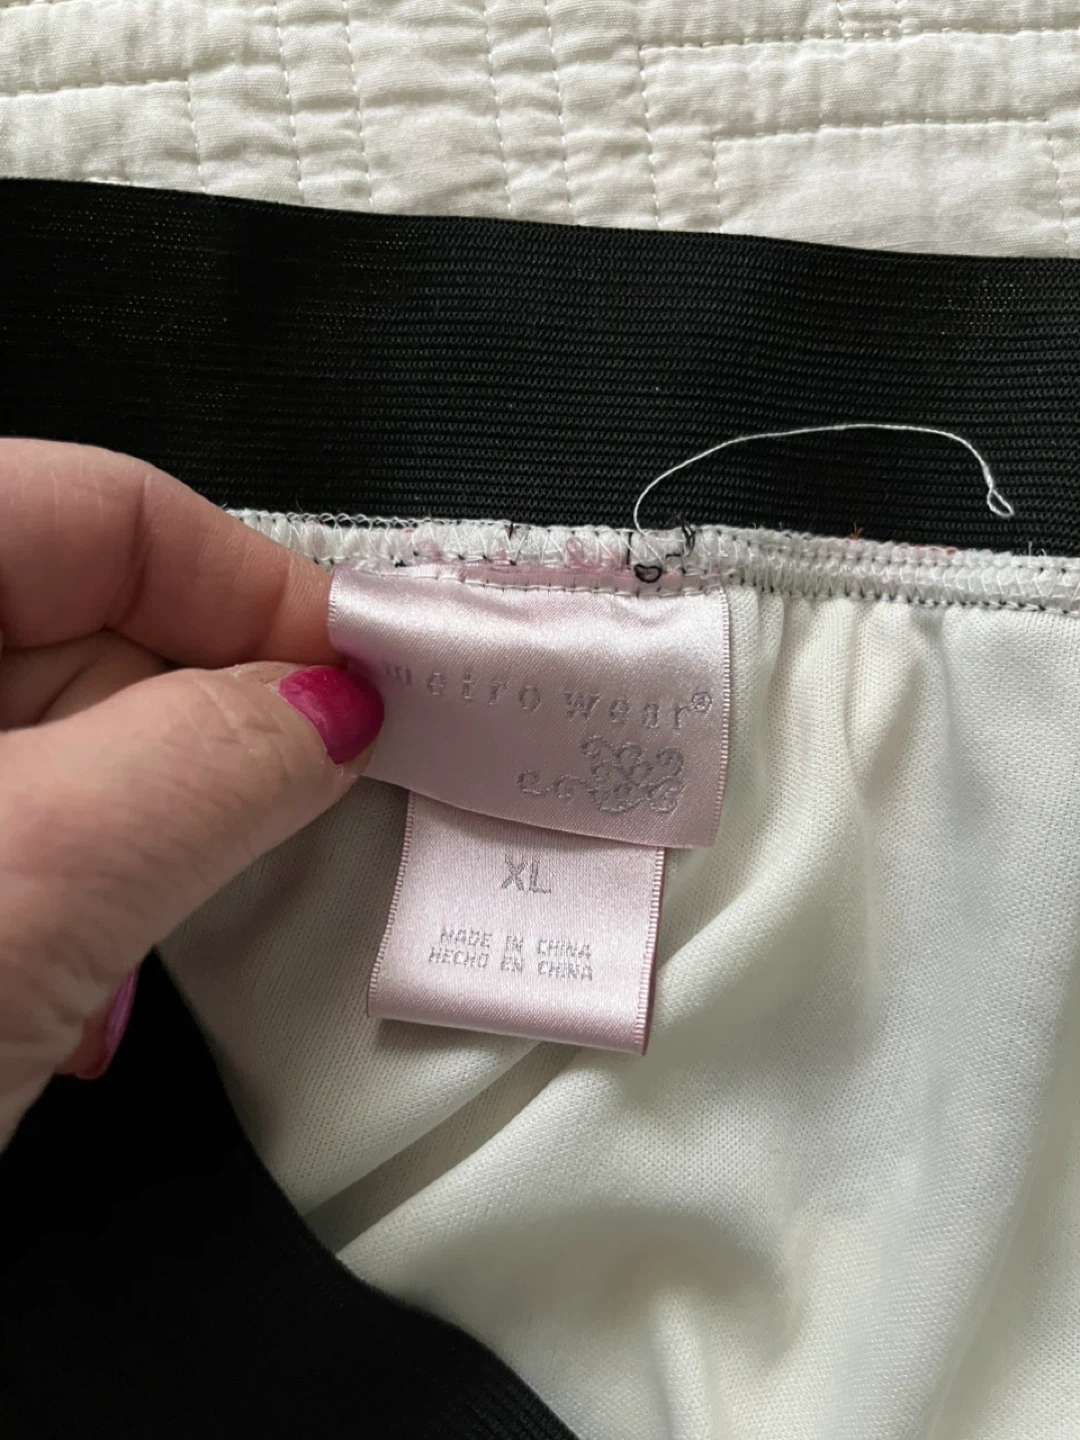 metro wear®
XL
MADE IN CHINA
HECHO EN CHINA